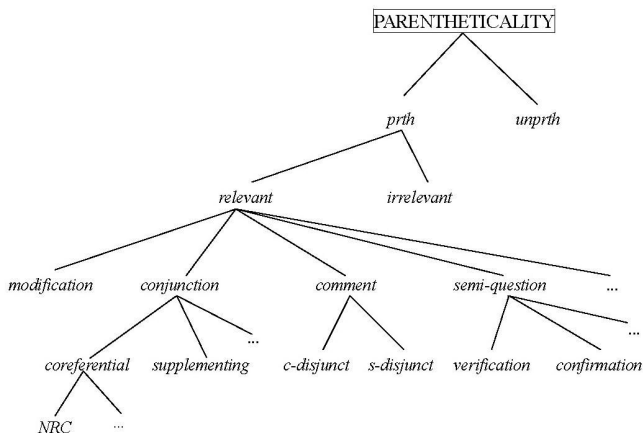 PARENTHETICALITY
prth unprth
relevant irrelevant
modification conjunction comment semi-question ...
... ...
coreferential supplementing c-disjunct s-disjunct verification confirmation
NRC ...